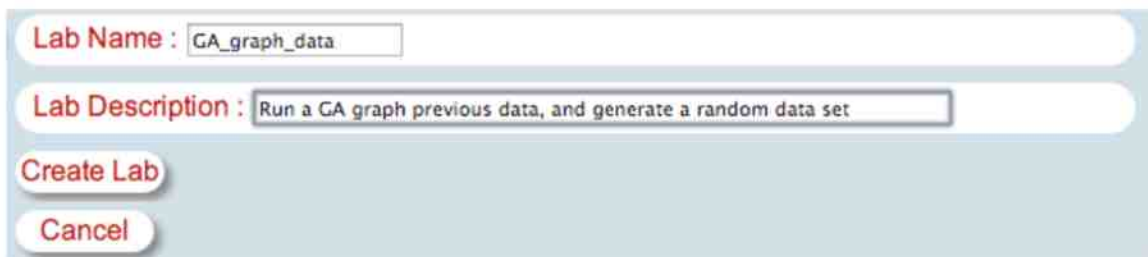 Lab Name : GA_graph_data
Lab Description : Run a GA graph previous data, and generate a random data set
Create Lab
Cancel